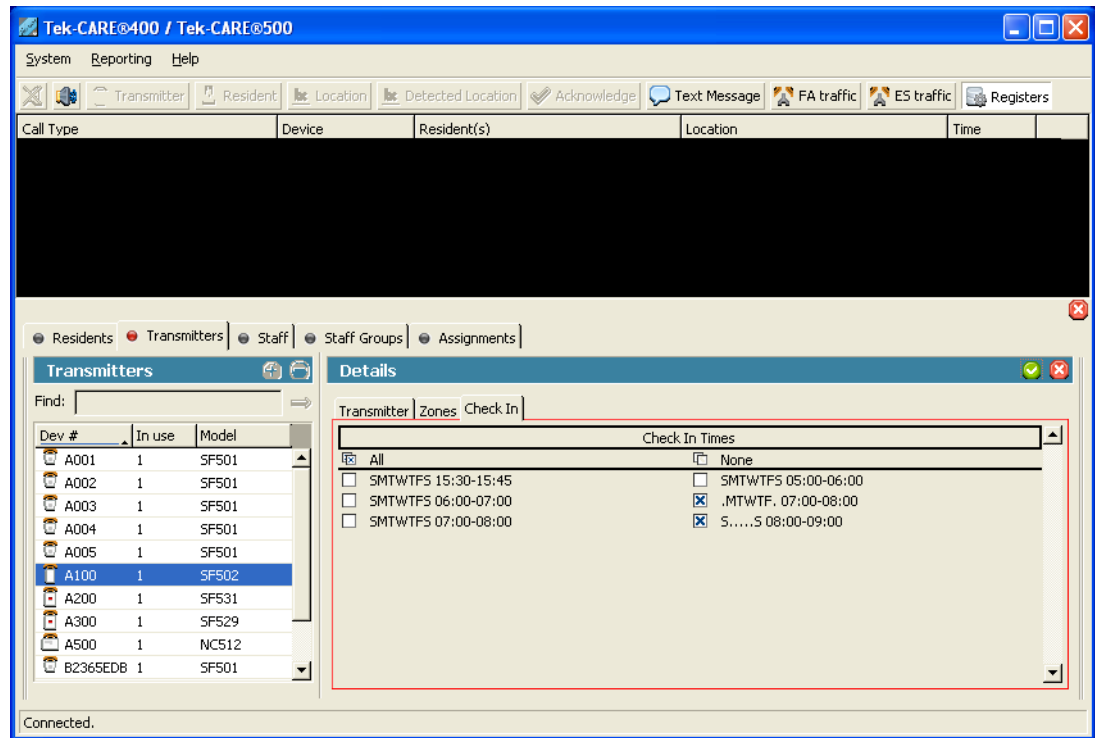 Tek-CARE®400 / Tek-CARE®500
System Reporting Help
Transmitter Resident Location Detected Location Acknowledge Text Message FA traffic ES traffic Registers
Call Type Device Resident(s) Location Time
Residents Transmitters Staff Staff Groups Assignments
Transmitters Details
Find:
Transmitter Zones Check In
Dev # In use Model
Check In Times
A001 1 SF501
All None
A002 1 SF501
SMTWTFS 15:30-15:45 SMTWTFS 05:00-06:00
A003 1 SF501
SMTWTFS 06:00-07:00 .MTWTF. 07:00-08:00
A004 1 SF501
SMTWTFS 07:00-08:00 S.....S 08:00-09:00
A005 1 SF501
A100 1 SF502
A200 1 SF531
A300 1 SF529
A500 1 NC512
B2365EDB 1 SF501
Connected.